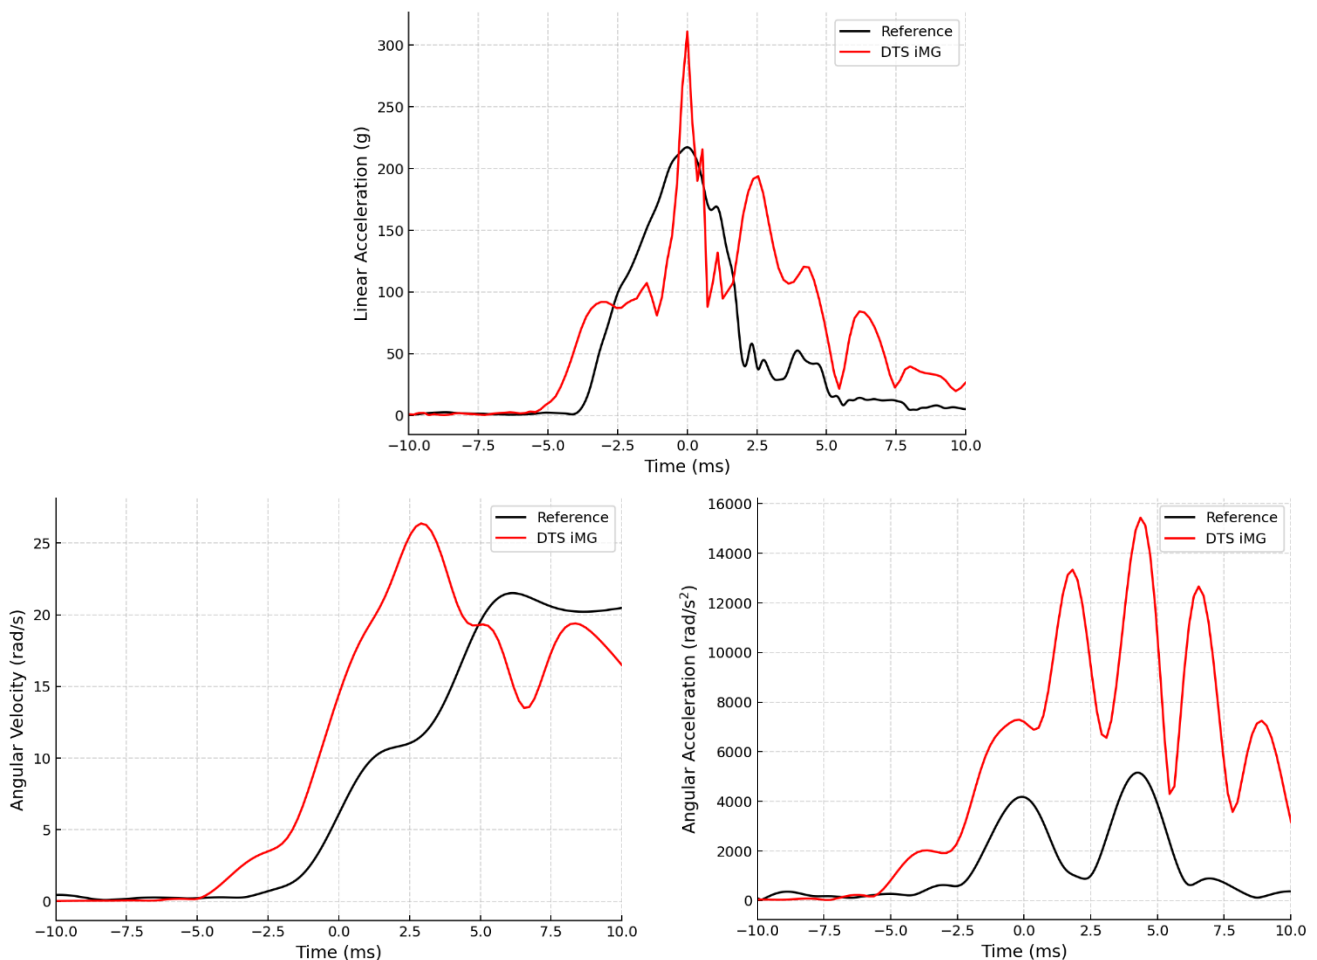 Linear Acceleration (g)
300
250
200
150
100
50
0
Reference
DTS iMG
−10.0 −7.5 −5.0 −2.5 0.0 2.5 5.0 7.5 10.0
Time (ms)
Angular Velocity (rad/s)
25
20
15
10
5
0
Reference
DTS iMG
−10.0 −7.5 −5.0 −2.5 0.0 2.5 5.0 7.5 10.0
Time (ms)
Angular Acceleration (rad/s²)
16000
14000
12000
10000
8000
6000
4000
2000
0
Reference
DTS iMG
−10.0 −7.5 −5.0 −2.5 0.0 2.5 5.0 7.5 10.0
Time (ms)